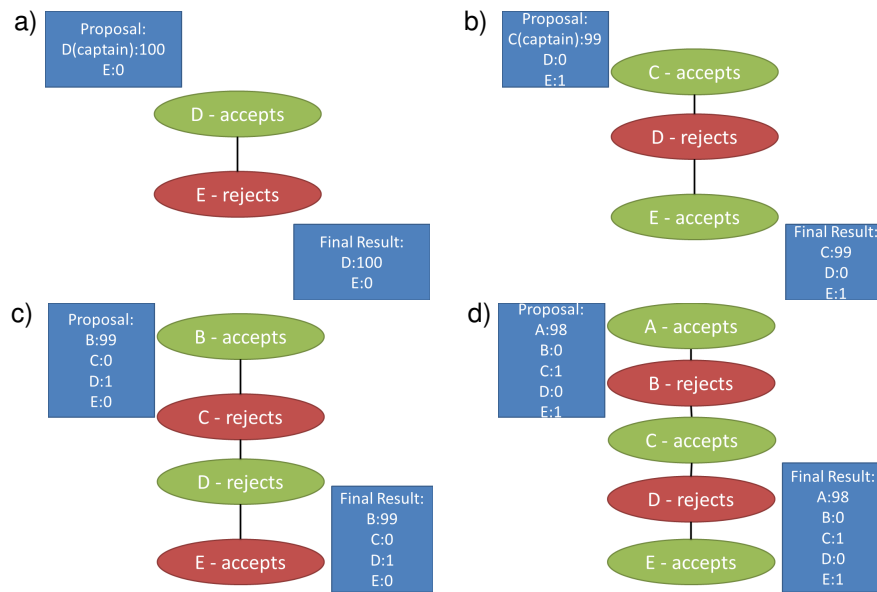 a)
Proposal:
D(captain):100
E:0
D - accepts
E - rejects
Final Result:
D:100
E:0
b)
Proposal:
C(captain):99
D:0
E:1
C - accepts
D - rejects
E - accepts
Final Result:
C:99
D:0
E:1
c)
Proposal:
B:99
C:0
D:1
E:0
B - accepts
C - rejects
D - rejects
E - accepts
Final Result:
B:99
C:0
D:1
E:0
d)
Proposal:
A:98
B:0
C:1
D:0
E:1
A - accepts
B - rejects
C - accepts
D - rejects
E - accepts
Final Result:
A:98
B:0
C:1
D:0
E:1